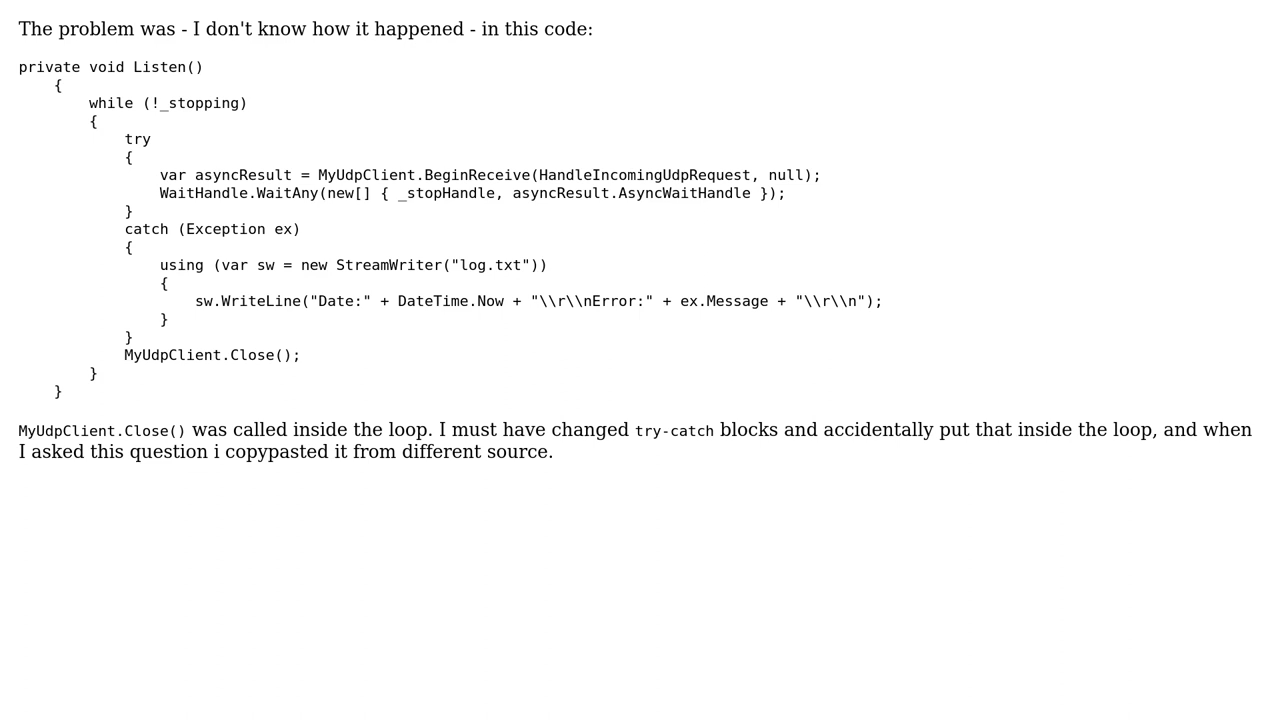 The problem was - I don't know how it happened - in this code:
private void Listen()
    {
        while (!_stopping)
        {
            try
            {
                var asyncResult = MyUdpClient.BeginReceive(HandleIncomingUdpRequest, null);
                WaitHandle.WaitAny(new[] { _stopHandle, asyncResult.AsyncWaitHandle });
            }
            catch (Exception ex)
            {
                using (var sw = new StreamWriter("log.txt"))
                {
                    sw.WriteLine("Date:" + DateTime.Now + "\\r\\nError:" + ex.Message + "\\r\\n");
                }
            }
            MyUdpClient.Close();
        }
    }
MyUdpClient.Close() was called inside the loop. I must have changed try-catch blocks and accidentally put that inside the loop, and when
I asked this question i copypasted it from different source.